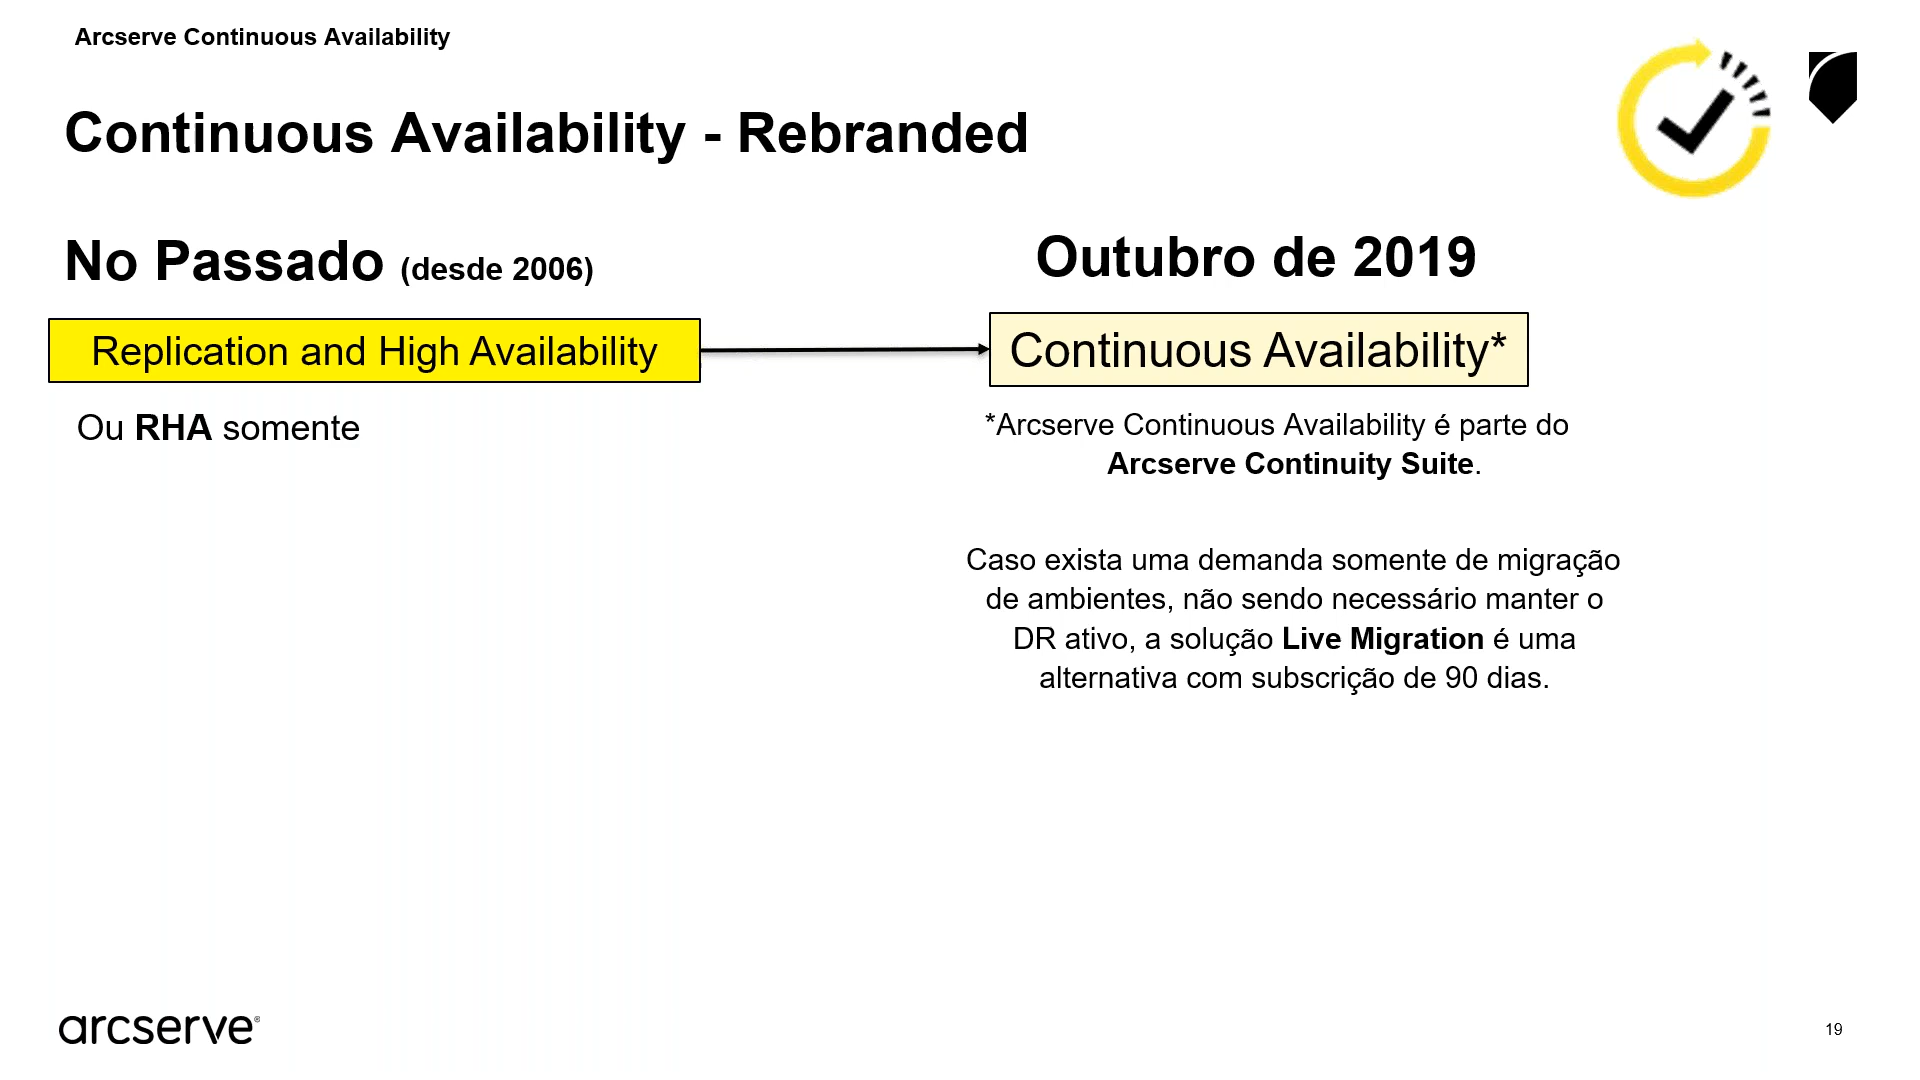 Arcserve Continuous Availability
Continuous Availability - Rebranded
No Passado (desde 2006)
Replication and High Availability
Ou RHA somente
Outubro de 2019
Continuous Availability*
*Arcserve Continuous Availability é parte do
Arcserve Continuity Suite.
Caso exista uma demanda somente de migração
de ambientes, não sendo necessário manter o
DR ativo, a solução Live Migration é uma
alternativa com subscrição de 90 dias.
arcserve®
19